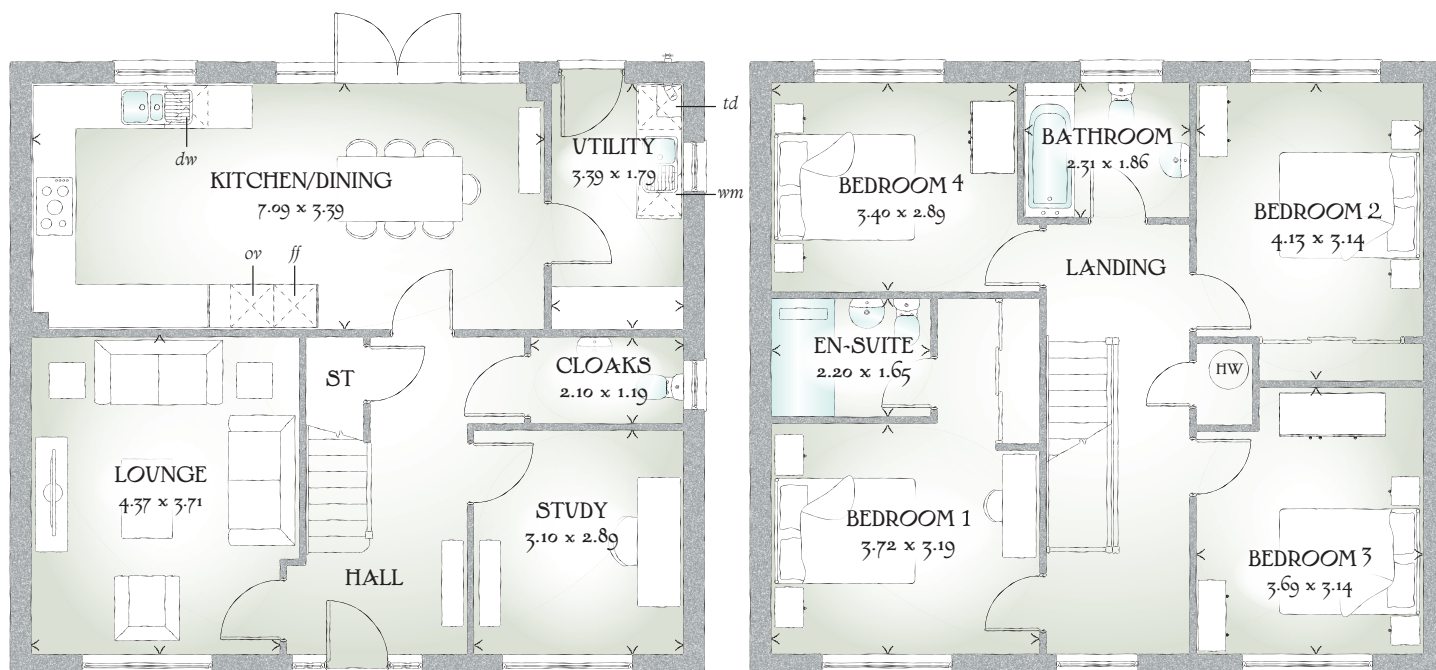 td
dw
UTILITY
3.39 x 1.79
KITCHEN/DINING
7.09 x 3.39
wm
ov
ff
ST
CLOAKS
2.10 x 1.19
LOUNGE
4.37 x 3.71
STUDY
3.10 x 2.89
HALL
BATHROOM
2.31 x 1.86
BEDROOM 4
3.40 x 2.89
BEDROOM 2
4.13 x 3.14
LANDING
EN-SUITE
2.20 x 1.65
HW
BEDROOM 1
3.72 x 3.19
BEDROOM 3
3.69 x 3.14